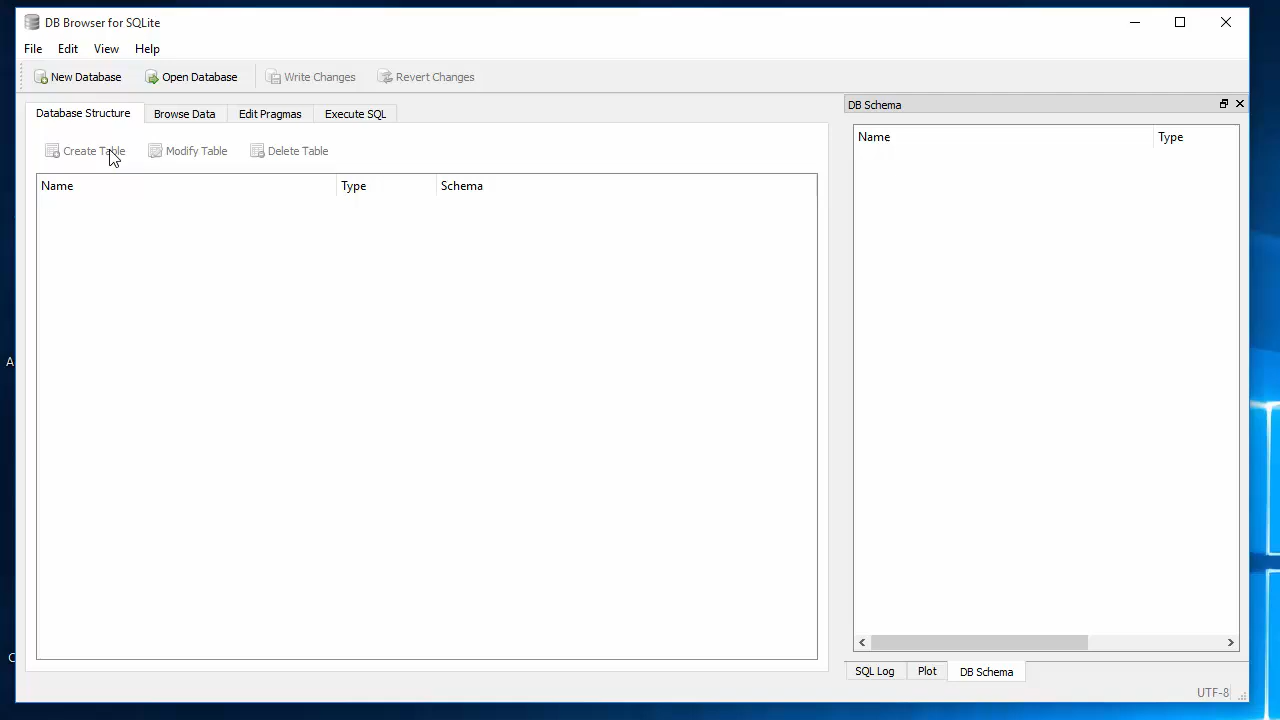 DB Browser for SQLite
File Edit View Help
New Database Open Database Write Changes Revert Changes
Database Structure Browse Data Edit Pragmas Execute SQL
Create Table Modify Table Delete Table
Name Type Schema
DB Schema
Name Type
SQL Log Plot DB Schema
UTF-8
A
C